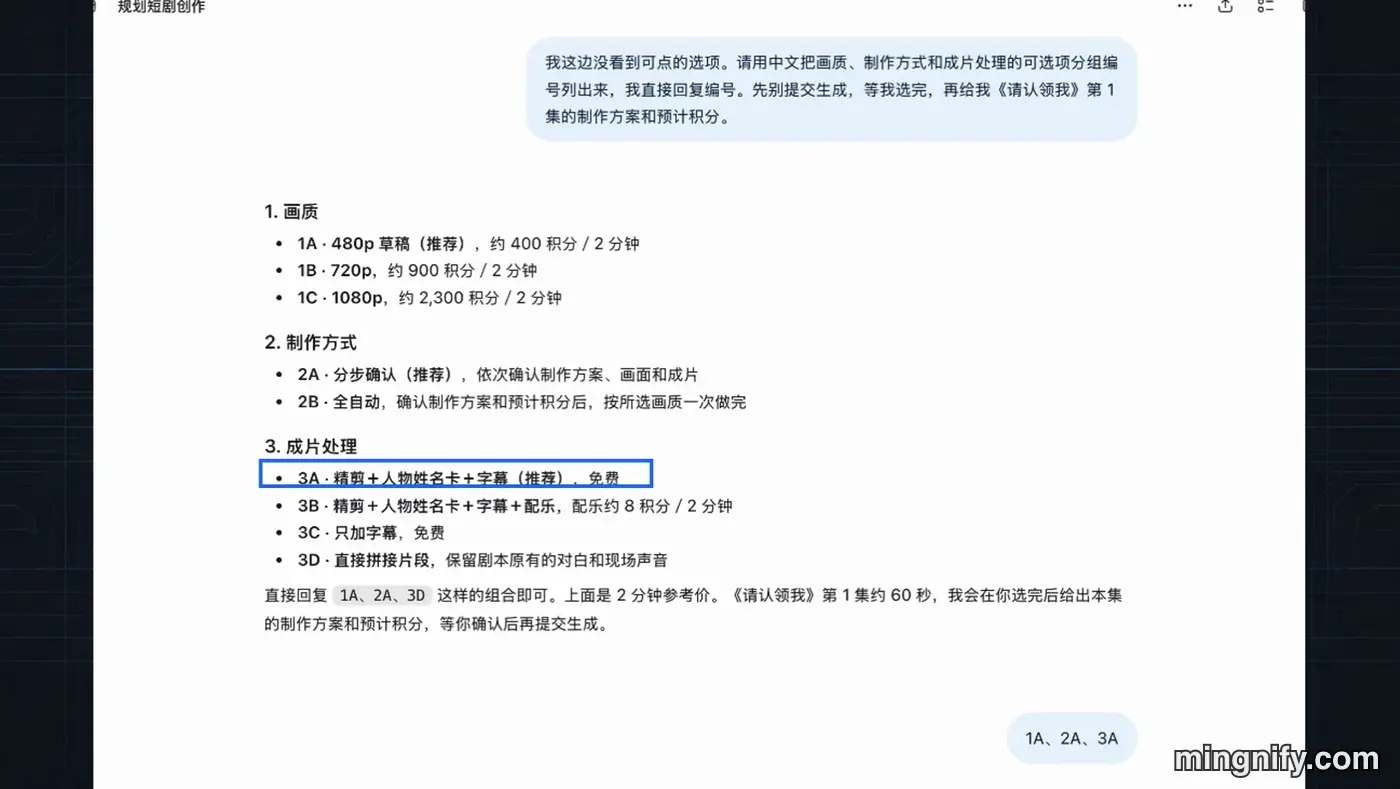 规划短剧创作
我这边没看到可点的选项。请用中文把画质、制作方式和成片处理的可选项分组编
号列出来，我直接回复编号。先别提交生成，等我选完，再给我《请认领我》第 1
集的制作方案和预计积分。
1. 画质
• 1A · 480p 草稿（推荐），约 400 积分 / 2 分钟
• 1B · 720p，约 900 积分 / 2 分钟
• 1C · 1080p，约 2,300 积分 / 2 分钟
2. 制作方式
• 2A · 分步确认（推荐），依次确认制作方案、画面和成片
• 2B · 全自动，确认制作方案和预计积分后，按所选画质一次做完
3. 成片处理
• 3A · 精剪＋人物姓名卡＋字幕（推荐），免费
• 3B · 精剪＋人物姓名卡＋字幕＋配乐，配乐约 8 积分 / 2 分钟
• 3C · 只加字幕，免费
• 3D · 直接拼接片段，保留剧本原有的对白和现场声音
直接回复 1A、2A、3D 这样的组合即可。上面是 2 分钟参考价。《请认领我》第 1 集约 60 秒，我会在你选完后给出本集
的制作方案和预计积分，等你确认后再提交生成。
1A、2A、3A
mingnify.com